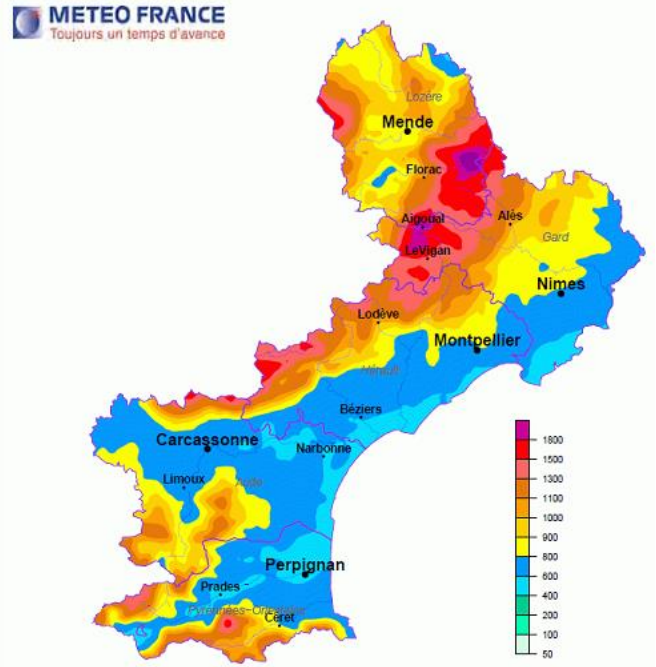 METEO FRANCE
Toujours un temps d'avance
Lozère
Mende
Florac
Aigoual
Alès
Gard
LeVigan
Nimes
Lodève
Montpellier
Hérault
Béziers
Carcassonne
Narbonne
Limoux
Aude
Perpignan
Prades
Pyrénées-Orientales
Céret
1800
1500
1300
1100
1000
900
800
600
400
200
100
50